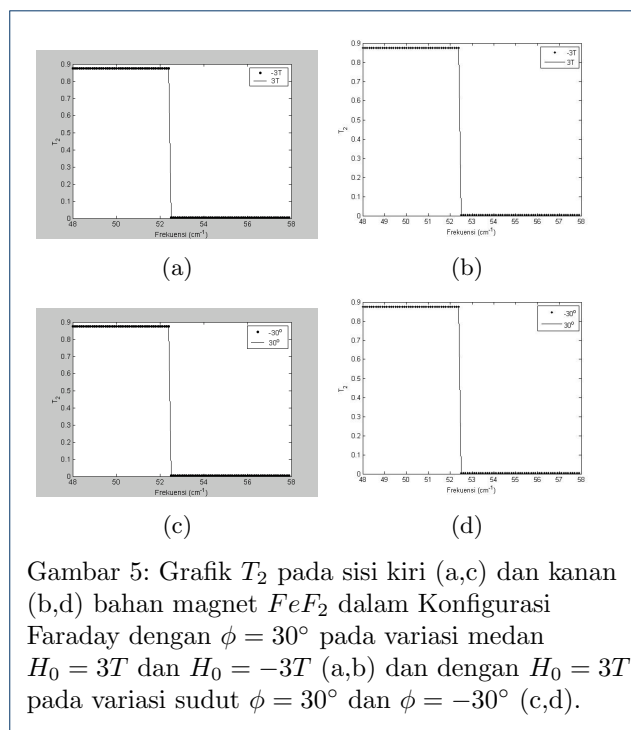 0.9
0.8
0.7
0.6
0.5
0.4
0.3
0.2
0.1
0
T₂
-3T
3T
48 50 52 54 56 58
Frekuensi (cm⁻¹)
(a)
0.9
0.8
0.7
0.6
0.5
0.4
0.3
0.2
0.1
0
T₂
-3T
3T
48 49 50 51 52 53 54 55 56 57 58
Frekuensi (cm⁻¹)
(b)
0.9
0.8
0.7
0.6
0.5
0.4
0.3
0.2
0.1
0
T₂
-30°
30°
48 50 52 54 56 58
Frekuensi (cm⁻¹)
(c)
0.9
0.8
0.7
0.6
0.5
0.4
0.3
0.2
0.1
0
T₂
-30°
30°
48 49 50 51 52 53 54 55 56 57 58
Frekuensi (cm⁻¹)
(d)
Gambar 5: Grafik T₂ pada sisi kiri (a,c) dan kanan
(b,d) bahan magnet FeF₂ dalam Konfigurasi
Faraday dengan ϕ = 30° pada variasi medan
H₀ = 3T dan H₀ = −3T (a,b) dan dengan H₀ = 3T
pada variasi sudut ϕ = 30° dan ϕ = −30° (c,d).